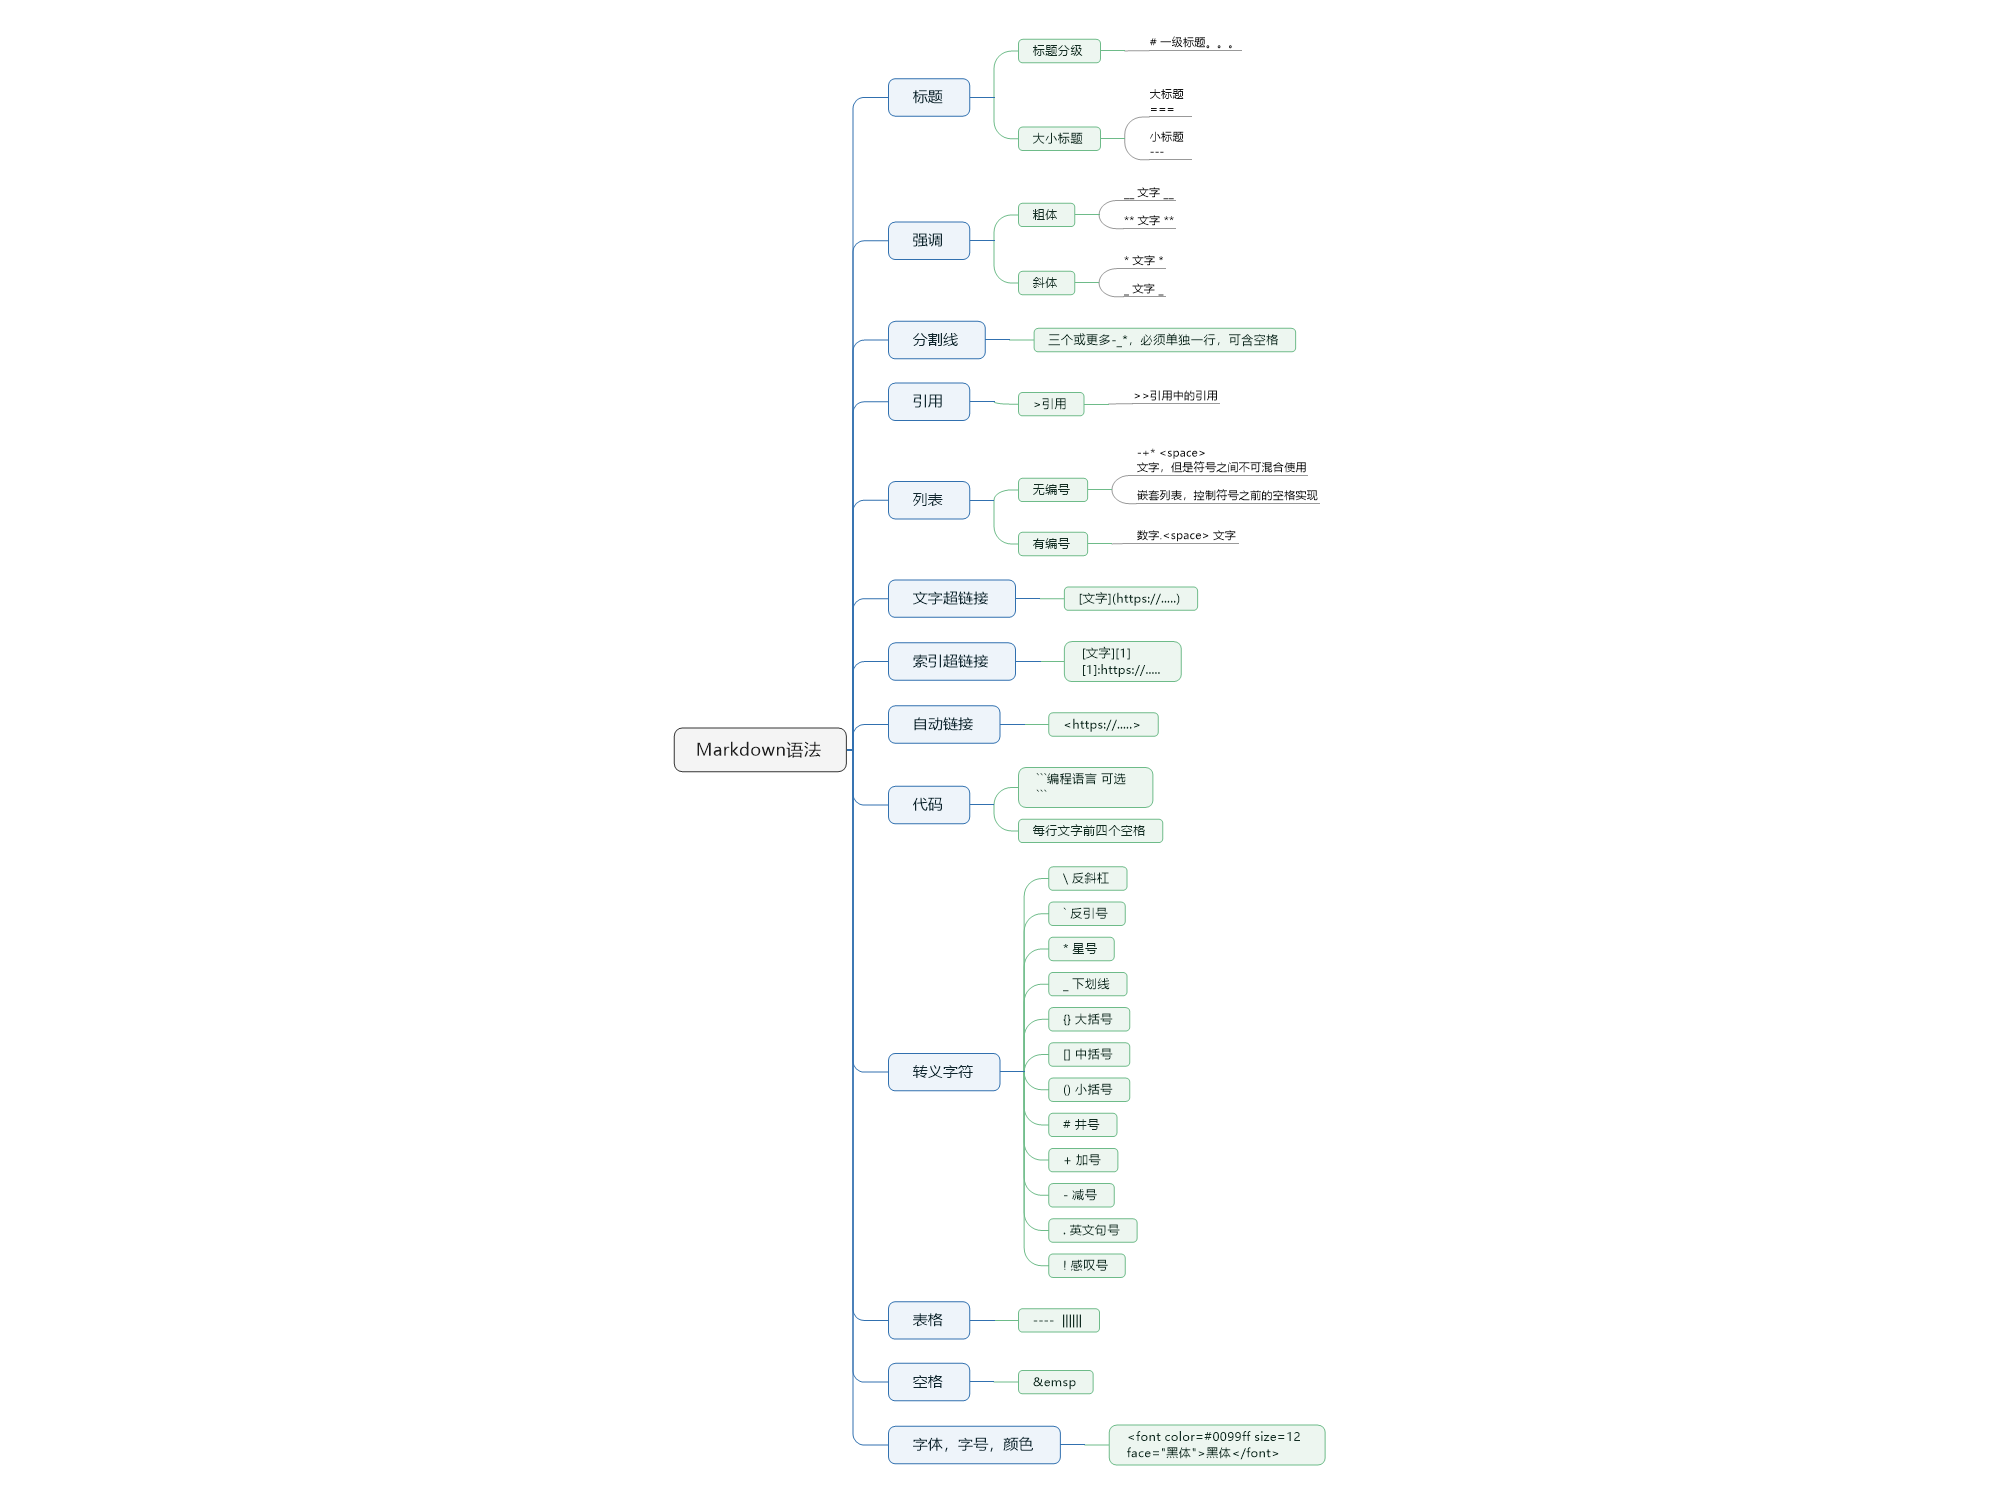 Markdown语法
标题
标题分级
# 一级标题。。。
大小标题
大标题
===
小标题
---
强调
粗体
__ 文字 __
** 文字 **
斜体
* 文字 *
_ 文字 _
分割线
三个或更多-_*，必须单独一行，可含空格
引用
>引用
>>引用中的引用
列表
无编号
-+* <space>
文字，但是符号之间不可混合使用
嵌套列表，控制符号之前的空格实现
有编号
数字.<space> 文字
文字超链接
[文字](https://.....)
索引超链接
[文字][1]
[1]:https://.....
自动链接
<https://.....>
代码
```编程语言 可选
```
每行文字前四个空格
转义字符
\ 反斜杠
` 反引号
* 星号
_ 下划线
{} 大括号
[] 中括号
() 小括号
# 井号
+ 加号
- 减号
. 英文句号
! 感叹号
表格
---- ||||||
空格
&emsp
字体，字号，颜色
<font color=#0099ff size=12
face="黑体">黑体</font>